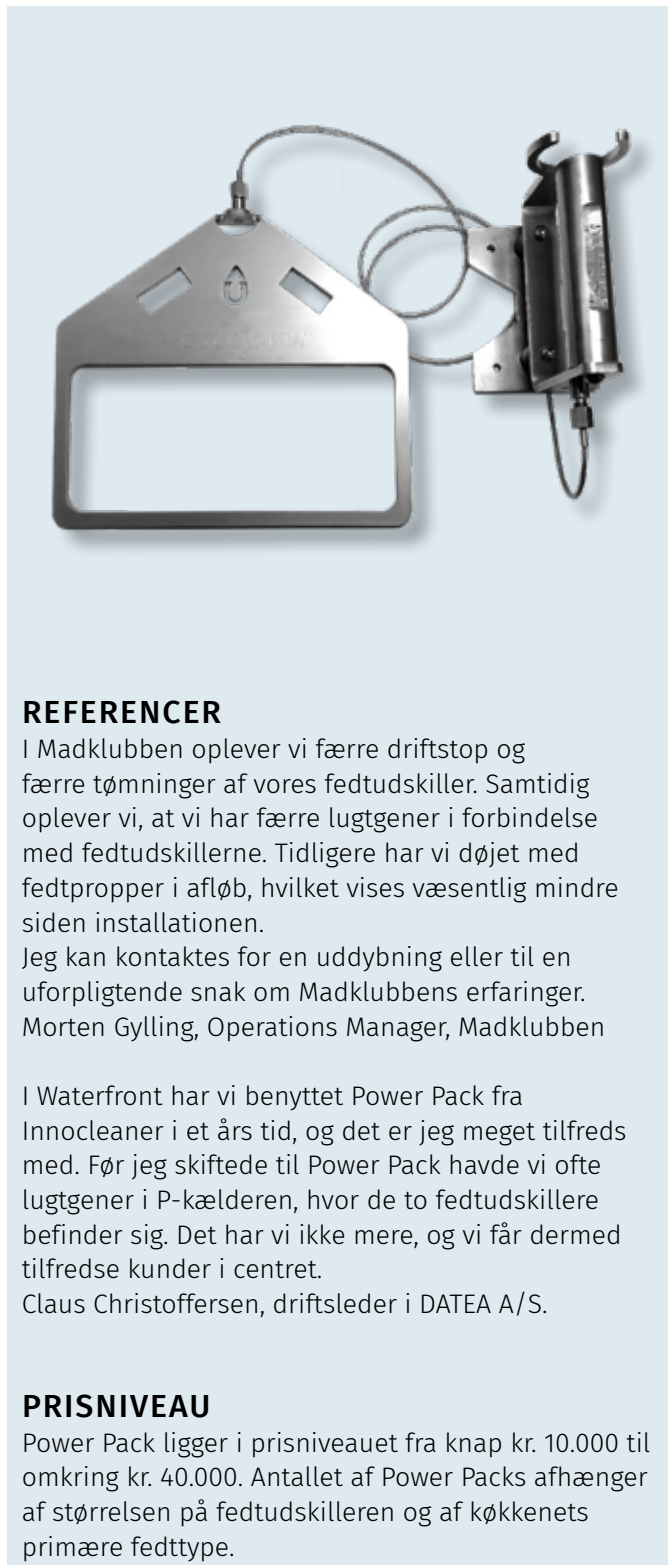 REFERENCER
I Madklubben oplever vi færre driftstop og
færre tømninger af vores fedtudskiller. Samtidig
oplever vi, at vi har færre lugtgener i forbindelse
med fedtudskillerne. Tidligere har vi døjet med
fedtpropper i afløb, hvilket vises væsentlig mindre
siden installationen.
Jeg kan kontaktes for en uddybning eller til en
uforpligtende snak om Madklubbens erfaringer.
Morten Gylling, Operations Manager, Madklubben
I Waterfront har vi benyttet Power Pack fra
Innocleaner i et års tid, og det er jeg meget tilfreds
med. Før jeg skiftede til Power Pack havde vi ofte
lugtgener i P-kælderen, hvor de to fedtudskillere
befinder sig. Det har vi ikke mere, og vi får dermed
tilfredse kunder i centret.
Claus Christoffersen, driftsleder i DATEA A/S.
PRISNIVEAU
Power Pack ligger i prisniveauet fra knap kr. 10.000 til
omkring kr. 40.000. Antallet af Power Packs afhænger
af størrelsen på fedtudskilleren og af køkkenets
primære fedttype.